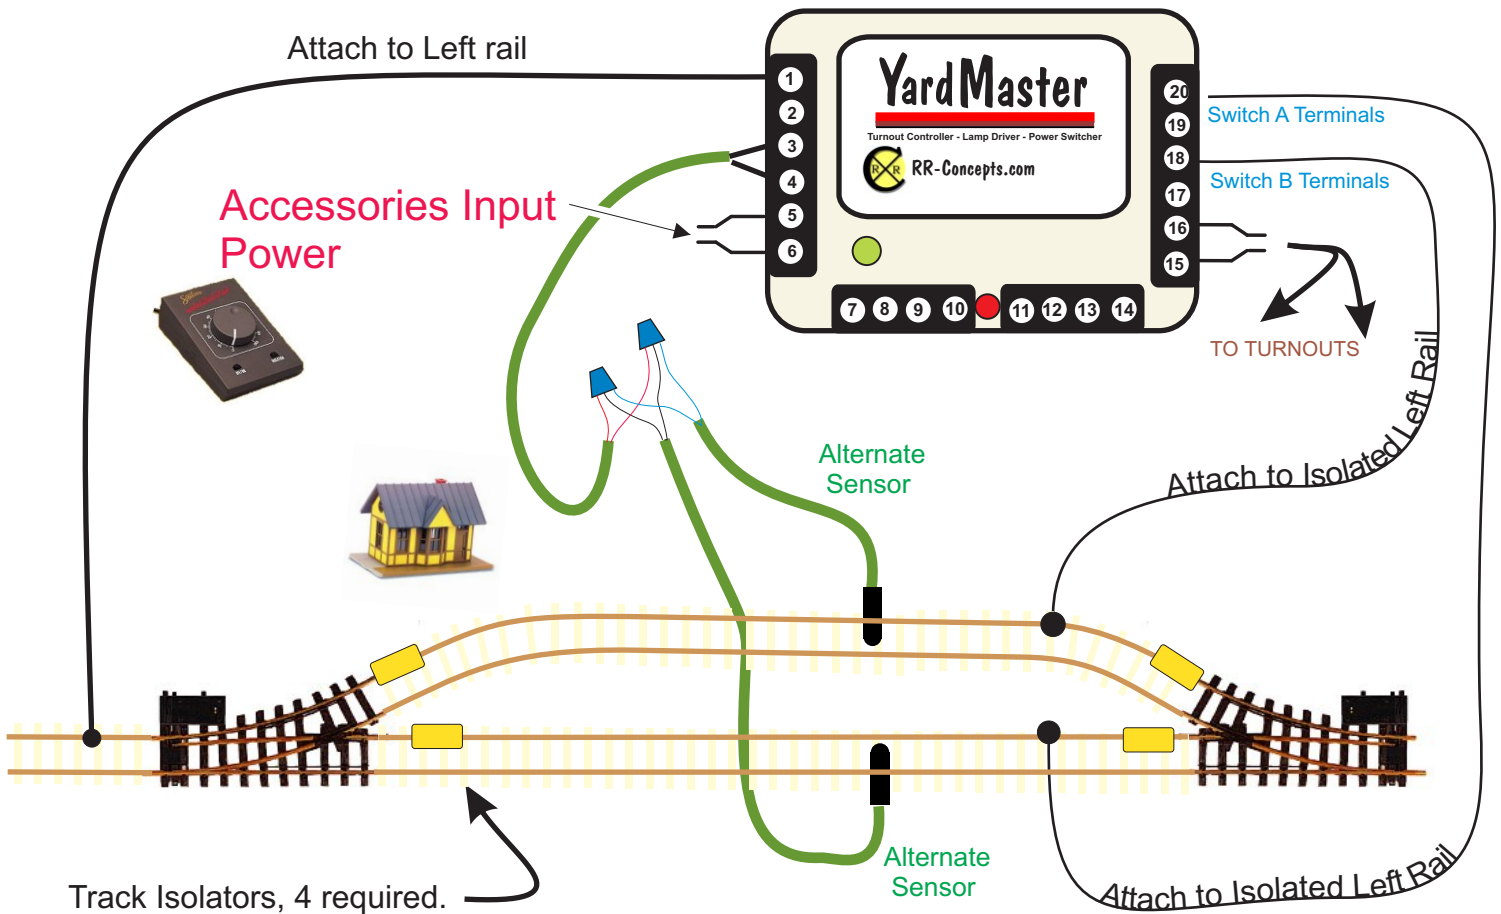 Attach to Left rail
YardMaster
Turnout Controller - Lamp Driver - Power Switcher
R R
RR-Concepts.com
1
2
3
4
5
6
7
8
9
10
11
12
13
14
20
19
18
17
16
15
Switch A Terminals
Switch B Terminals
Accessories Input
Power
TO TURNOUTS
Attach to Isolated Left Rail
Alternate
Sensor
Alternate
Sensor
Attach to Isolated Left Rail
Track Isolators, 4 required.